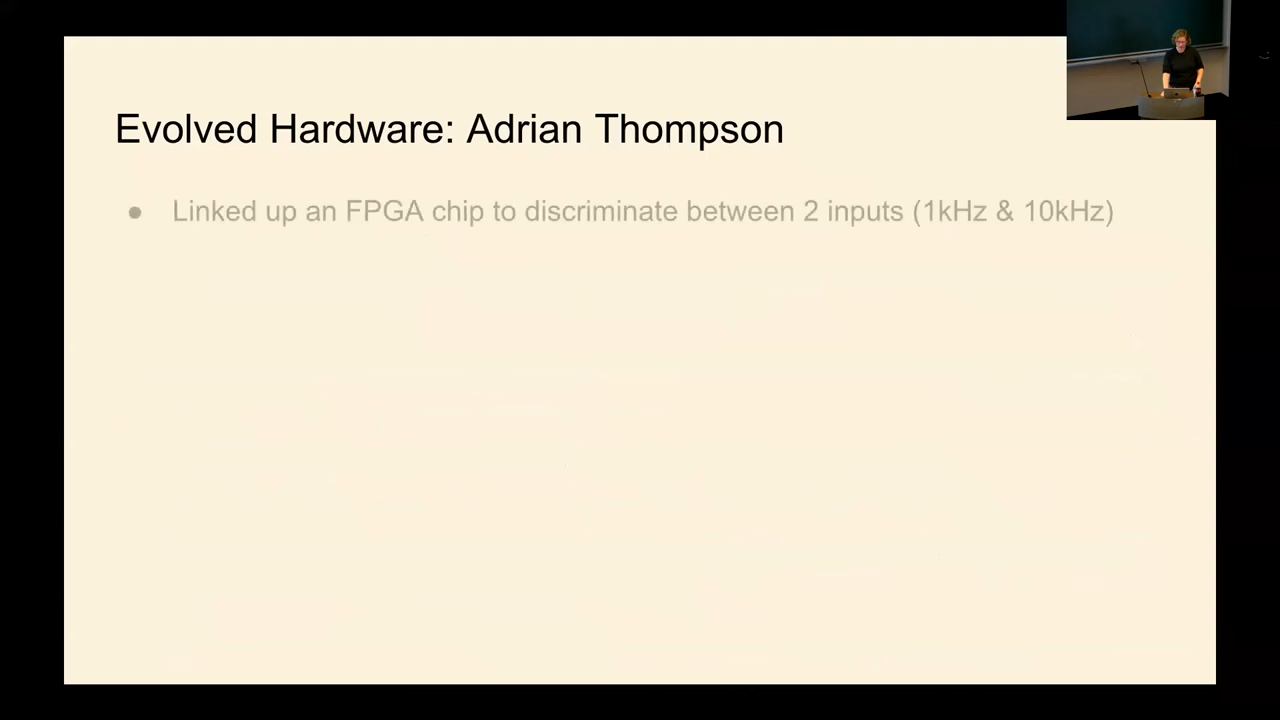 Evolved Hardware: Adrian Thompson
● Linked up an FPGA chip to discriminate between 2 inputs (1kHz & 10kHz)